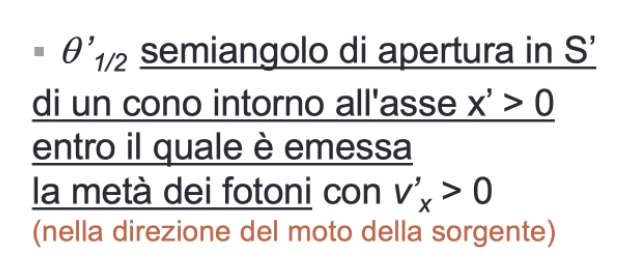 ▪ θ’1/2 semiangolo di apertura in S’
di un cono intorno all'asse x’ > 0
entro il quale è emessa
la metà dei fotoni con v’x > 0
(nella direzione del moto della sorgente)